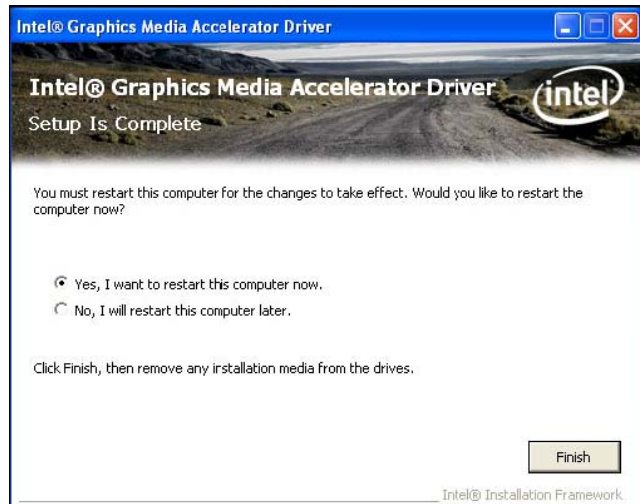 Intel® Graphics Media Accelerator Driver
Intel® Graphics Media Accelerator Driver
intel
Setup Is Complete
You must restart this computer for the changes to take effect. Would you like to restart the
computer now?
Yes, I want to restart this computer now.
No, I will restart this computer later.
Click Finish, then remove any installation media from the drives.
Finish
Intel® Installation Framework